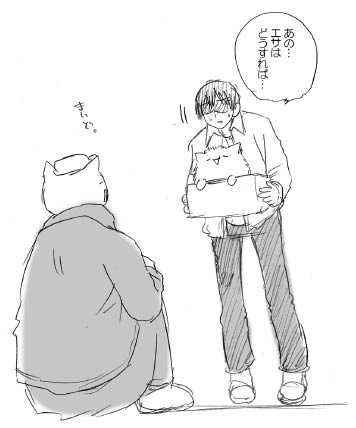 あの…
エサは
どうすれば…
まいど。